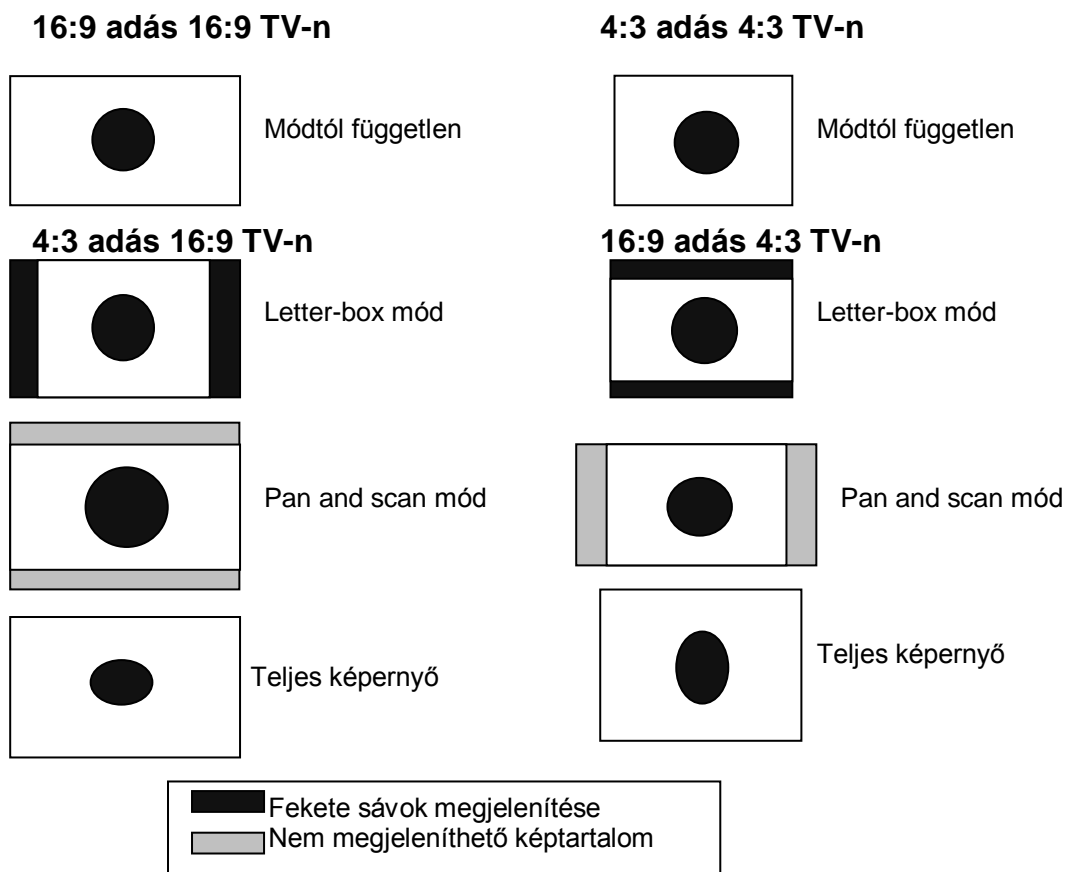 16:9 adás 16:9 TV-n
4:3 adás 4:3 TV-n
Módtól független
Módtól független
4:3 adás 16:9 TV-n
16:9 adás 4:3 TV-n
Letter-box mód
Letter-box mód
Pan and scan mód
Pan and scan mód
Teljes képernyő
Teljes képernyő
Fekete sávok megjelenítése
Nem megjeleníthető képtartalom